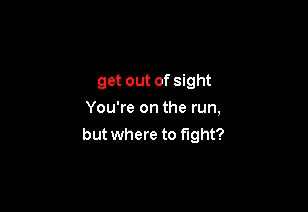 get out of sight
You're on the run,
but where to fight?